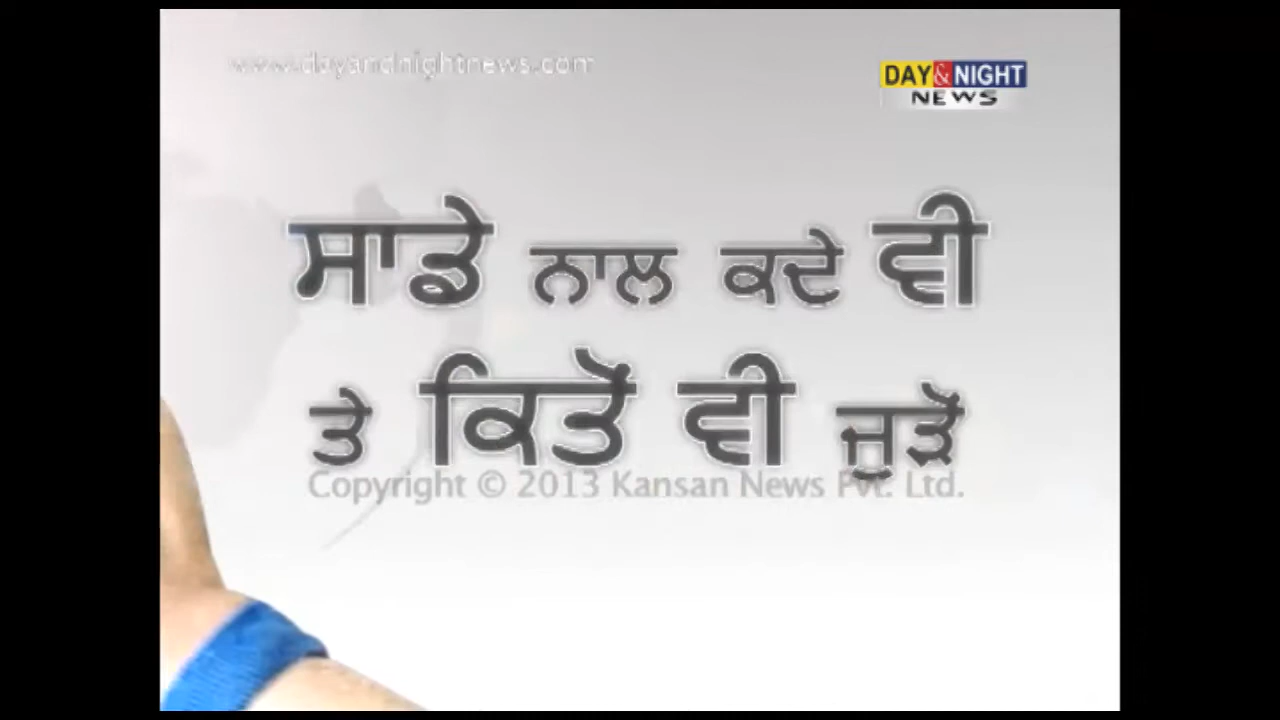 www.dayandnightnews.com
DAY&NIGHT
NEWS
ਸਾਡੇ ਨਾਲ ਕਦੇ ਵੀ
ਤੇ ਕਿਤੋਂ ਵੀ ਜੁੜੋਂ
Copyright © 2013 Kansan News Pvt. Ltd.